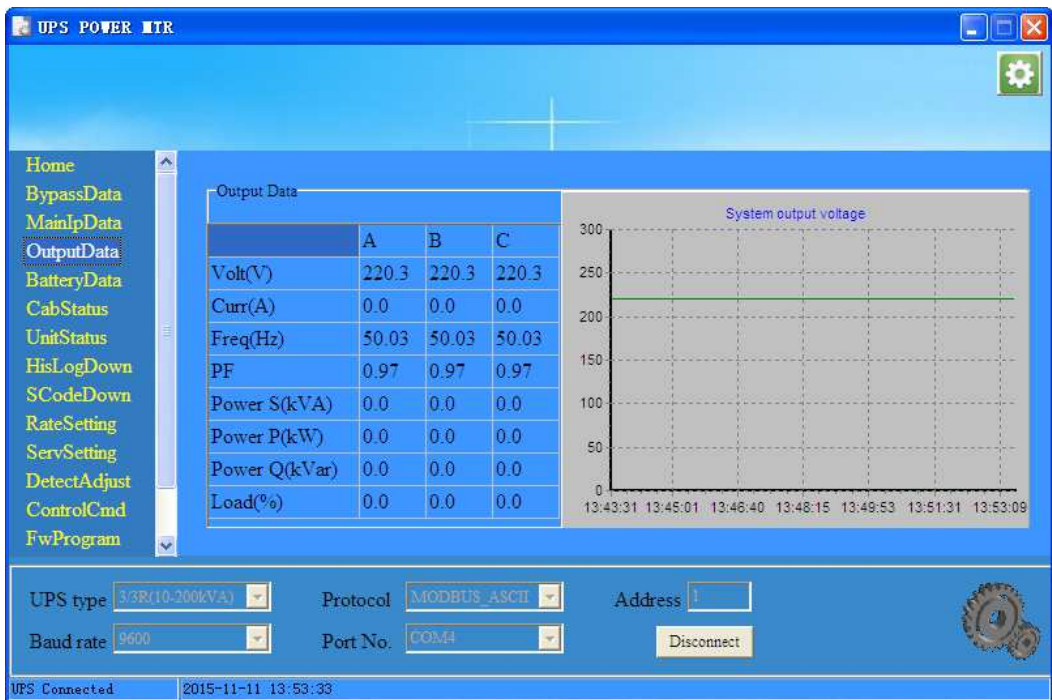 UPS POWER MTR
Home
BypassData
MainIpData
OutputData
BatteryData
CabStatus
UnitStatus
HisLogDown
SCodeDown
RateSetting
ServSetting
DetectAdjust
ControlCmd
FwProgram
Output Data
A B C
Volt(V) 220.3 220.3 220.3
Curr(A) 0.0 0.0 0.0
Freq(Hz) 50.03 50.03 50.03
PF 0.97 0.97 0.97
Power S(kVA) 0.0 0.0 0.0
Power P(kW) 0.0 0.0 0.0
Power Q(kVar) 0.0 0.0 0.0
Load(%) 0.0 0.0 0.0
System output voltage
300
250
200
150
100
50
0
13:43:31 13:45:01 13:46:40 13:48:15 13:49:53 13:51:31 13:53:09
UPS type 3/3R(10-200kVA) Protocol MODBUS_ASCII Address 1
Baud rate 9600 Port No. COM4 Disconnect
UPS Connected 2015-11-11 13:53:33